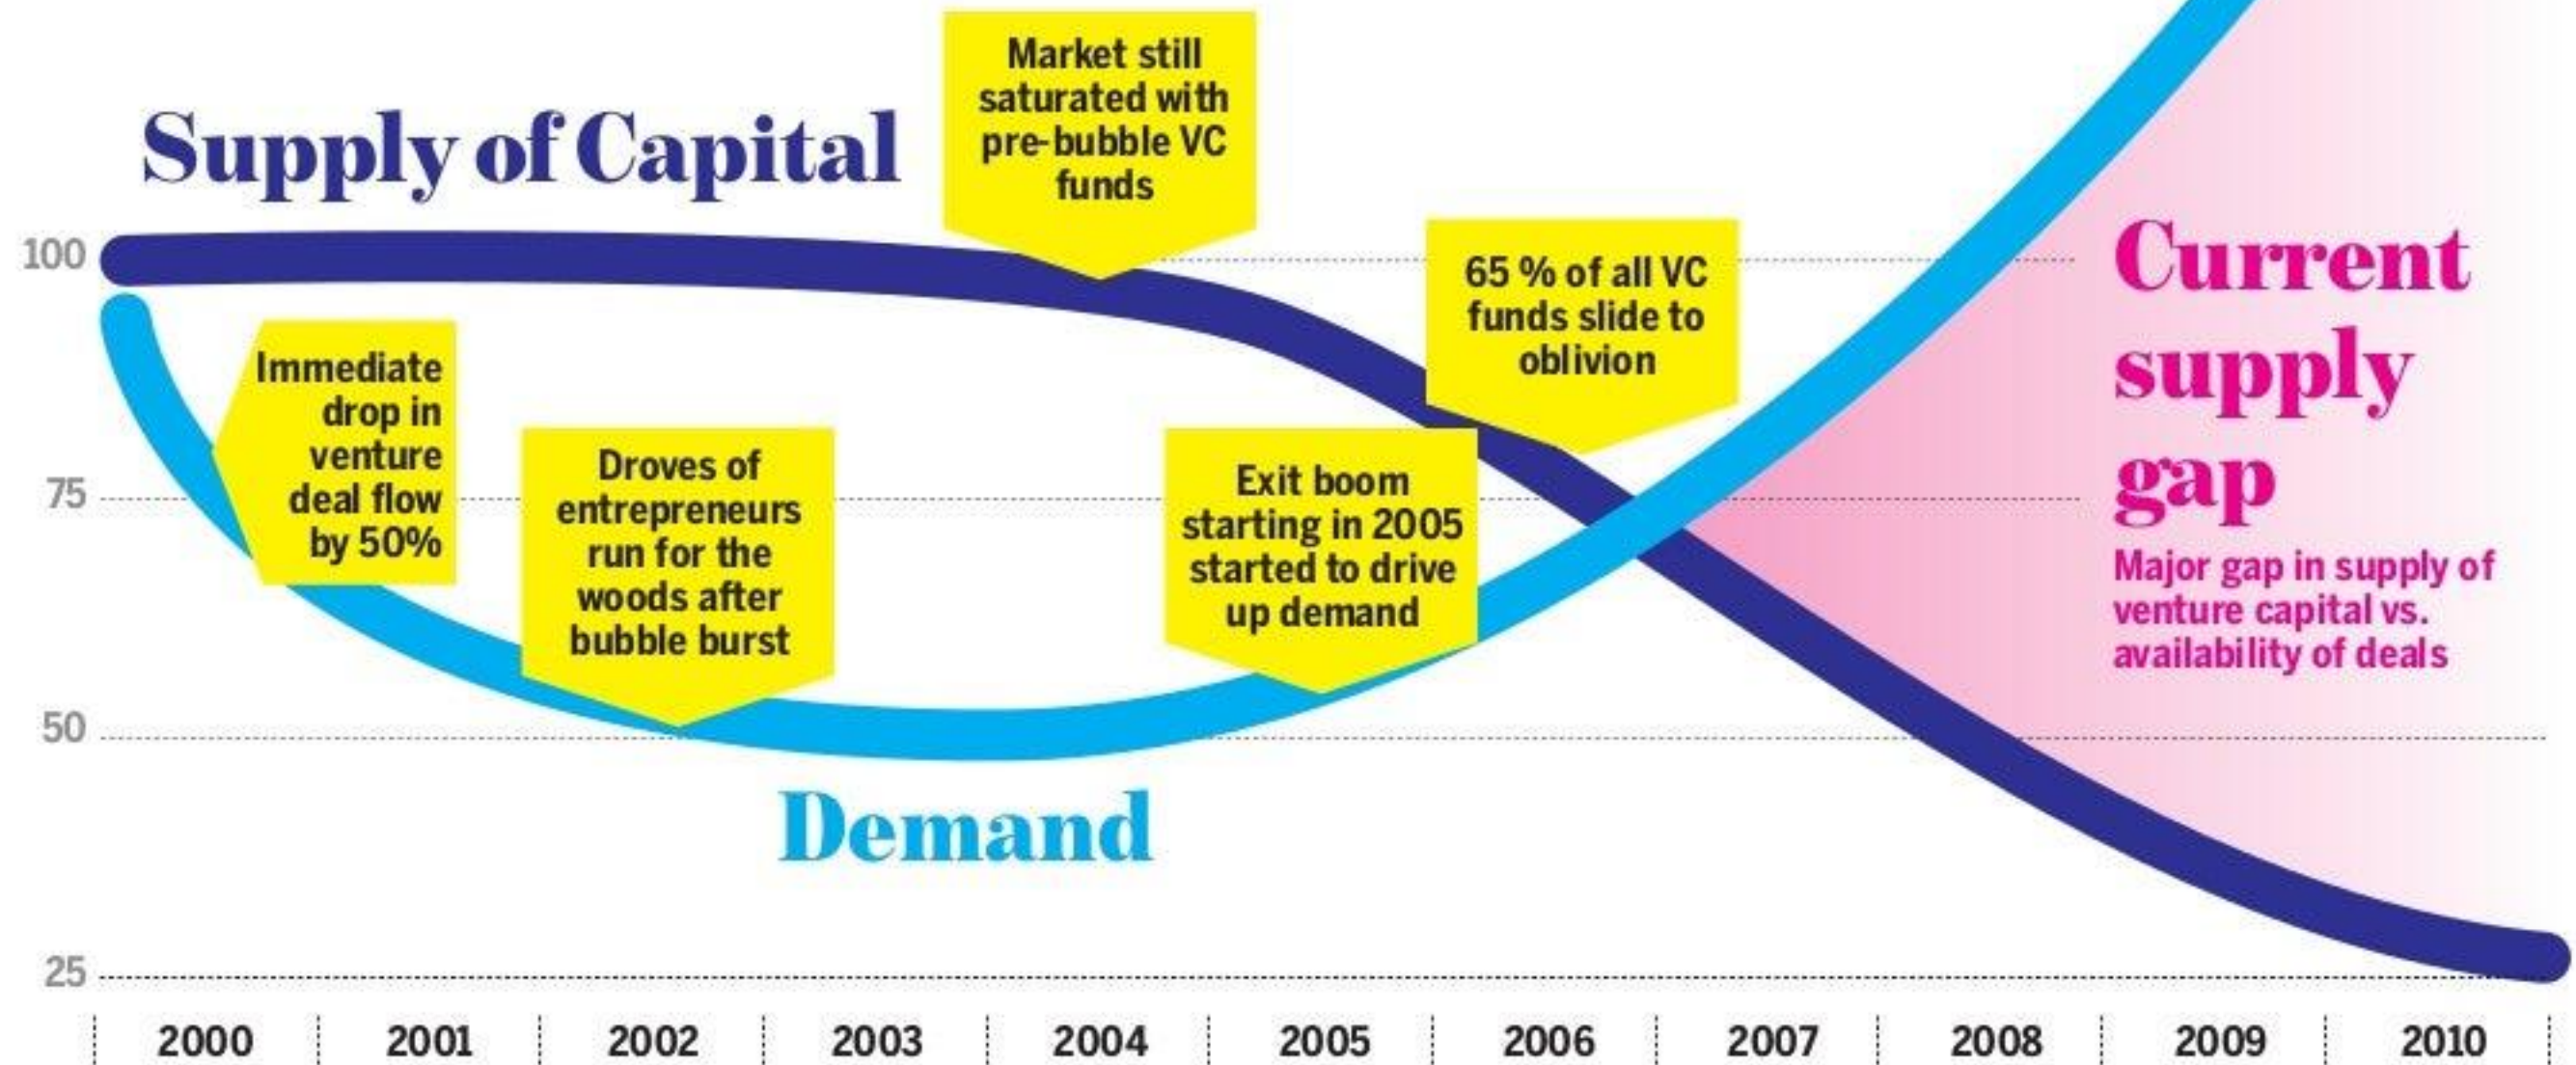 Supply of Capital
Market still
saturated with
pre-bubble VC
funds
100
65 % of all VC
funds slide to
oblivion
Current
supply
gap
Major gap in supply of
venture capital vs.
availability of deals
Immediate
drop in
venture
deal flow
by 50%
Droves of
entrepreneurs
run for the
woods after
bubble burst
Exit boom
starting in 2005
started to drive
up demand
75
50
Demand
25
2000 2001 2002 2003 2004 2005 2006 2007 2008 2009 2010